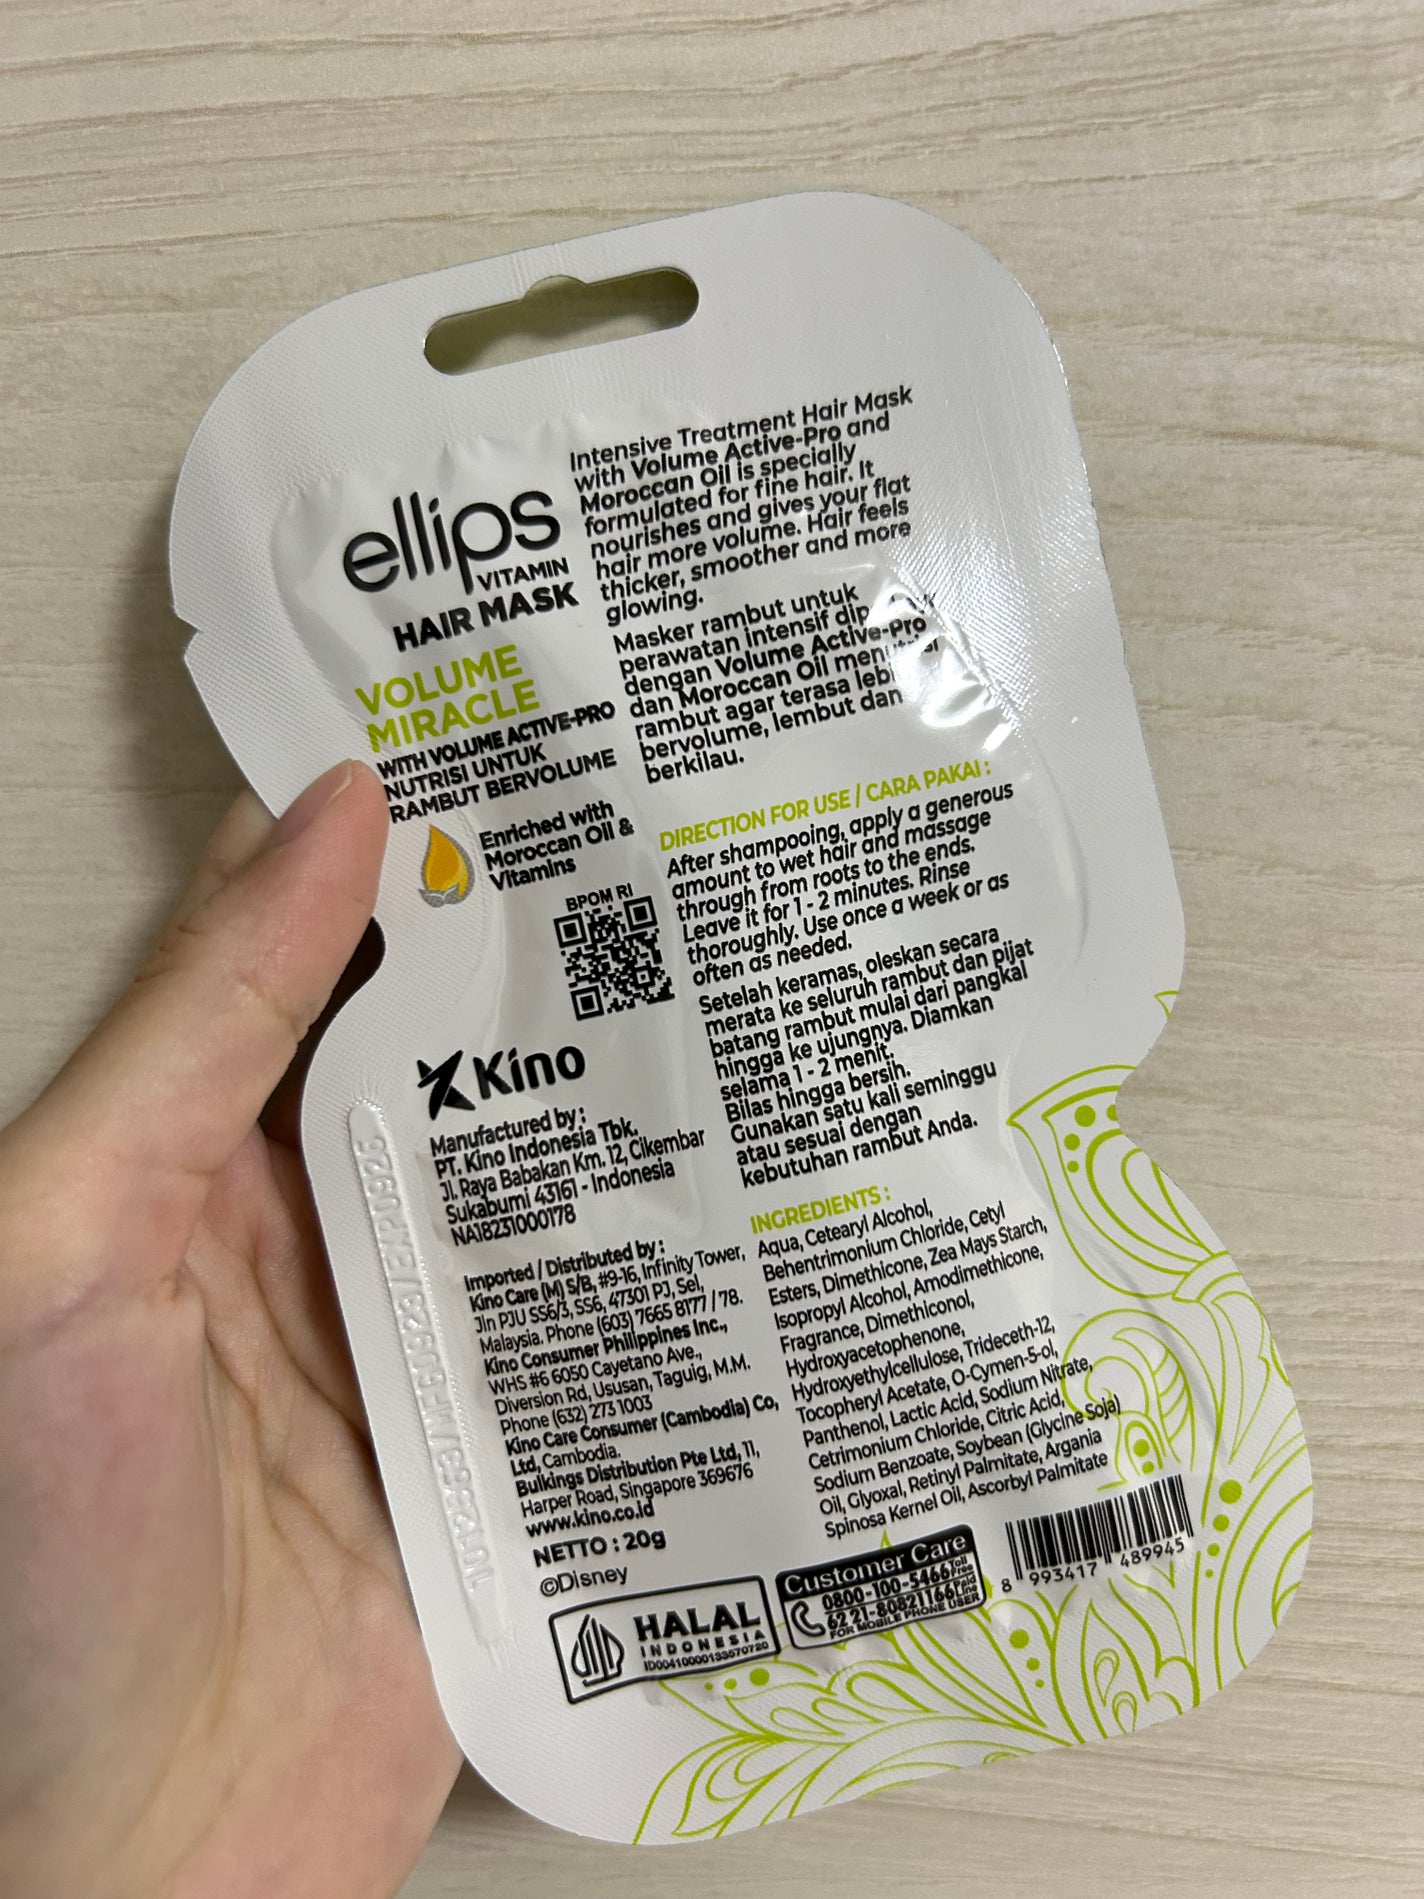 ellips
VITAMIN
HAIR MASK
VOLUME
MIRACLE
WITH VOLUME ACTIVE-PRO
NUTRISI UNTUK
RAMBUT BERVOLUME
Enriched with
Moroccan Oil &
Vitamins
BPOM RI
Kino
Manufactured by :
PT. Kino Indonesia Tbk.
Jl. Raya Babakan Km. 12, Cikembar
Sukabumi 43161 - Indonesia
NA18231000178
Imported / Distributed by :
Kino Care (M) S/B, #9-16, Infinity Tower,
Jln PJU SS6/3, SS6, 47301 PJ, Sel,
Malaysia. Phone (603) 7665 8177 / 78.
Kino Consumer Philippines Inc.,
WHS #6 6050 Cayetano Ave.,
Diversion Rd, Ususan, Taguig, M.M.
Phone (632) 273 1003
Kino Care Consumer (Cambodia) Co,
Ltd, Cambodia.
Bulkings Distribution Pte Ltd, 11,
Harper Road, Singapore 369676
www.kino.co.id
NETTO : 20g
©Disney
HALAL
INDONESIA
ID00410000133570720
Intensive Treatment Hair Mask
with Volume Active-Pro and
Moroccan Oil is specially
formulated for fine hair. It
nourishes and gives your flat
hair more volume. Hair feels
thicker, smoother and more
glowing.
Masker rambut untuk
perawatan intensif
dengan Volume Active-Pro
dan Moroccan Oil menutrisi
rambut agar terasa
bervolume, lembut dan
berkilau.
DIRECTION FOR USE / CARA PAKAI :
After shampooing, apply a generous
amount to wet hair and massage
through from roots to the ends.
Leave it for 1 - 2 minutes. Rinse
thoroughly. Use once a week or as
often as needed.
Setelah keramas, oleskan secara
merata ke seluruh rambut dan pijat
batang rambut mulai dari pangkal
hingga ke ujungnya. Diamkan
selama 1 - 2 menit.
Bilas hingga bersih.
Gunakan satu kali seminggu
atau sesuai dengan
kebutuhan rambut Anda.
INGREDIENTS :
Aqua, Cetearyl Alcohol,
Behentrimonium Chloride, Cetyl
Esters, Dimethicone, Zea Mays Starch,
Isopropyl Alcohol, Amodimethicone,
Fragrance, Dimethiconol,
Hydroxyacetophenone,
Hydroxyethylcellulose, Trideceth-12,
Tocopheryl Acetate, O-Cymen-5-ol,
Panthenol, Lactic Acid, Sodium Nitrate,
Cetrimonium Chloride, Citric Acid,
Sodium Benzoate, Soybean (Glycine Soja)
Oil, Glyoxal, Retinyl Palmitate, Argania
Spinosa Kernel Oil, Ascorbyl Palmitate
Customer Care
0800-100-5466 Toll Free
62 21-80821166 Paid Line
FOR MOBILE PHONE USER
8 993417 489945